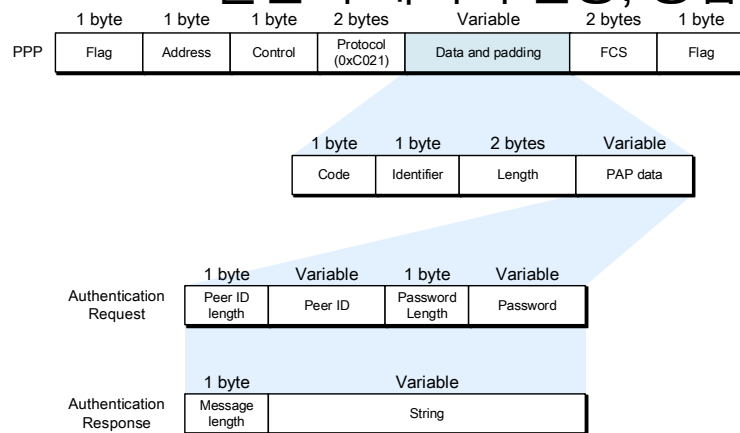 1 byte 1 byte 1 byte 2 bytes Variable 2 bytes 1 byte
PPP Flag Address Control Protocol (0xC021) Data and padding FCS Flag
1 byte 1 byte 2 bytes Variable
Code Identifier Length PAP data
1 byte Variable 1 byte Variable
Authentication Request Peer ID length Peer ID Password Length Password
1 byte Variable
Authentication Response Message length String